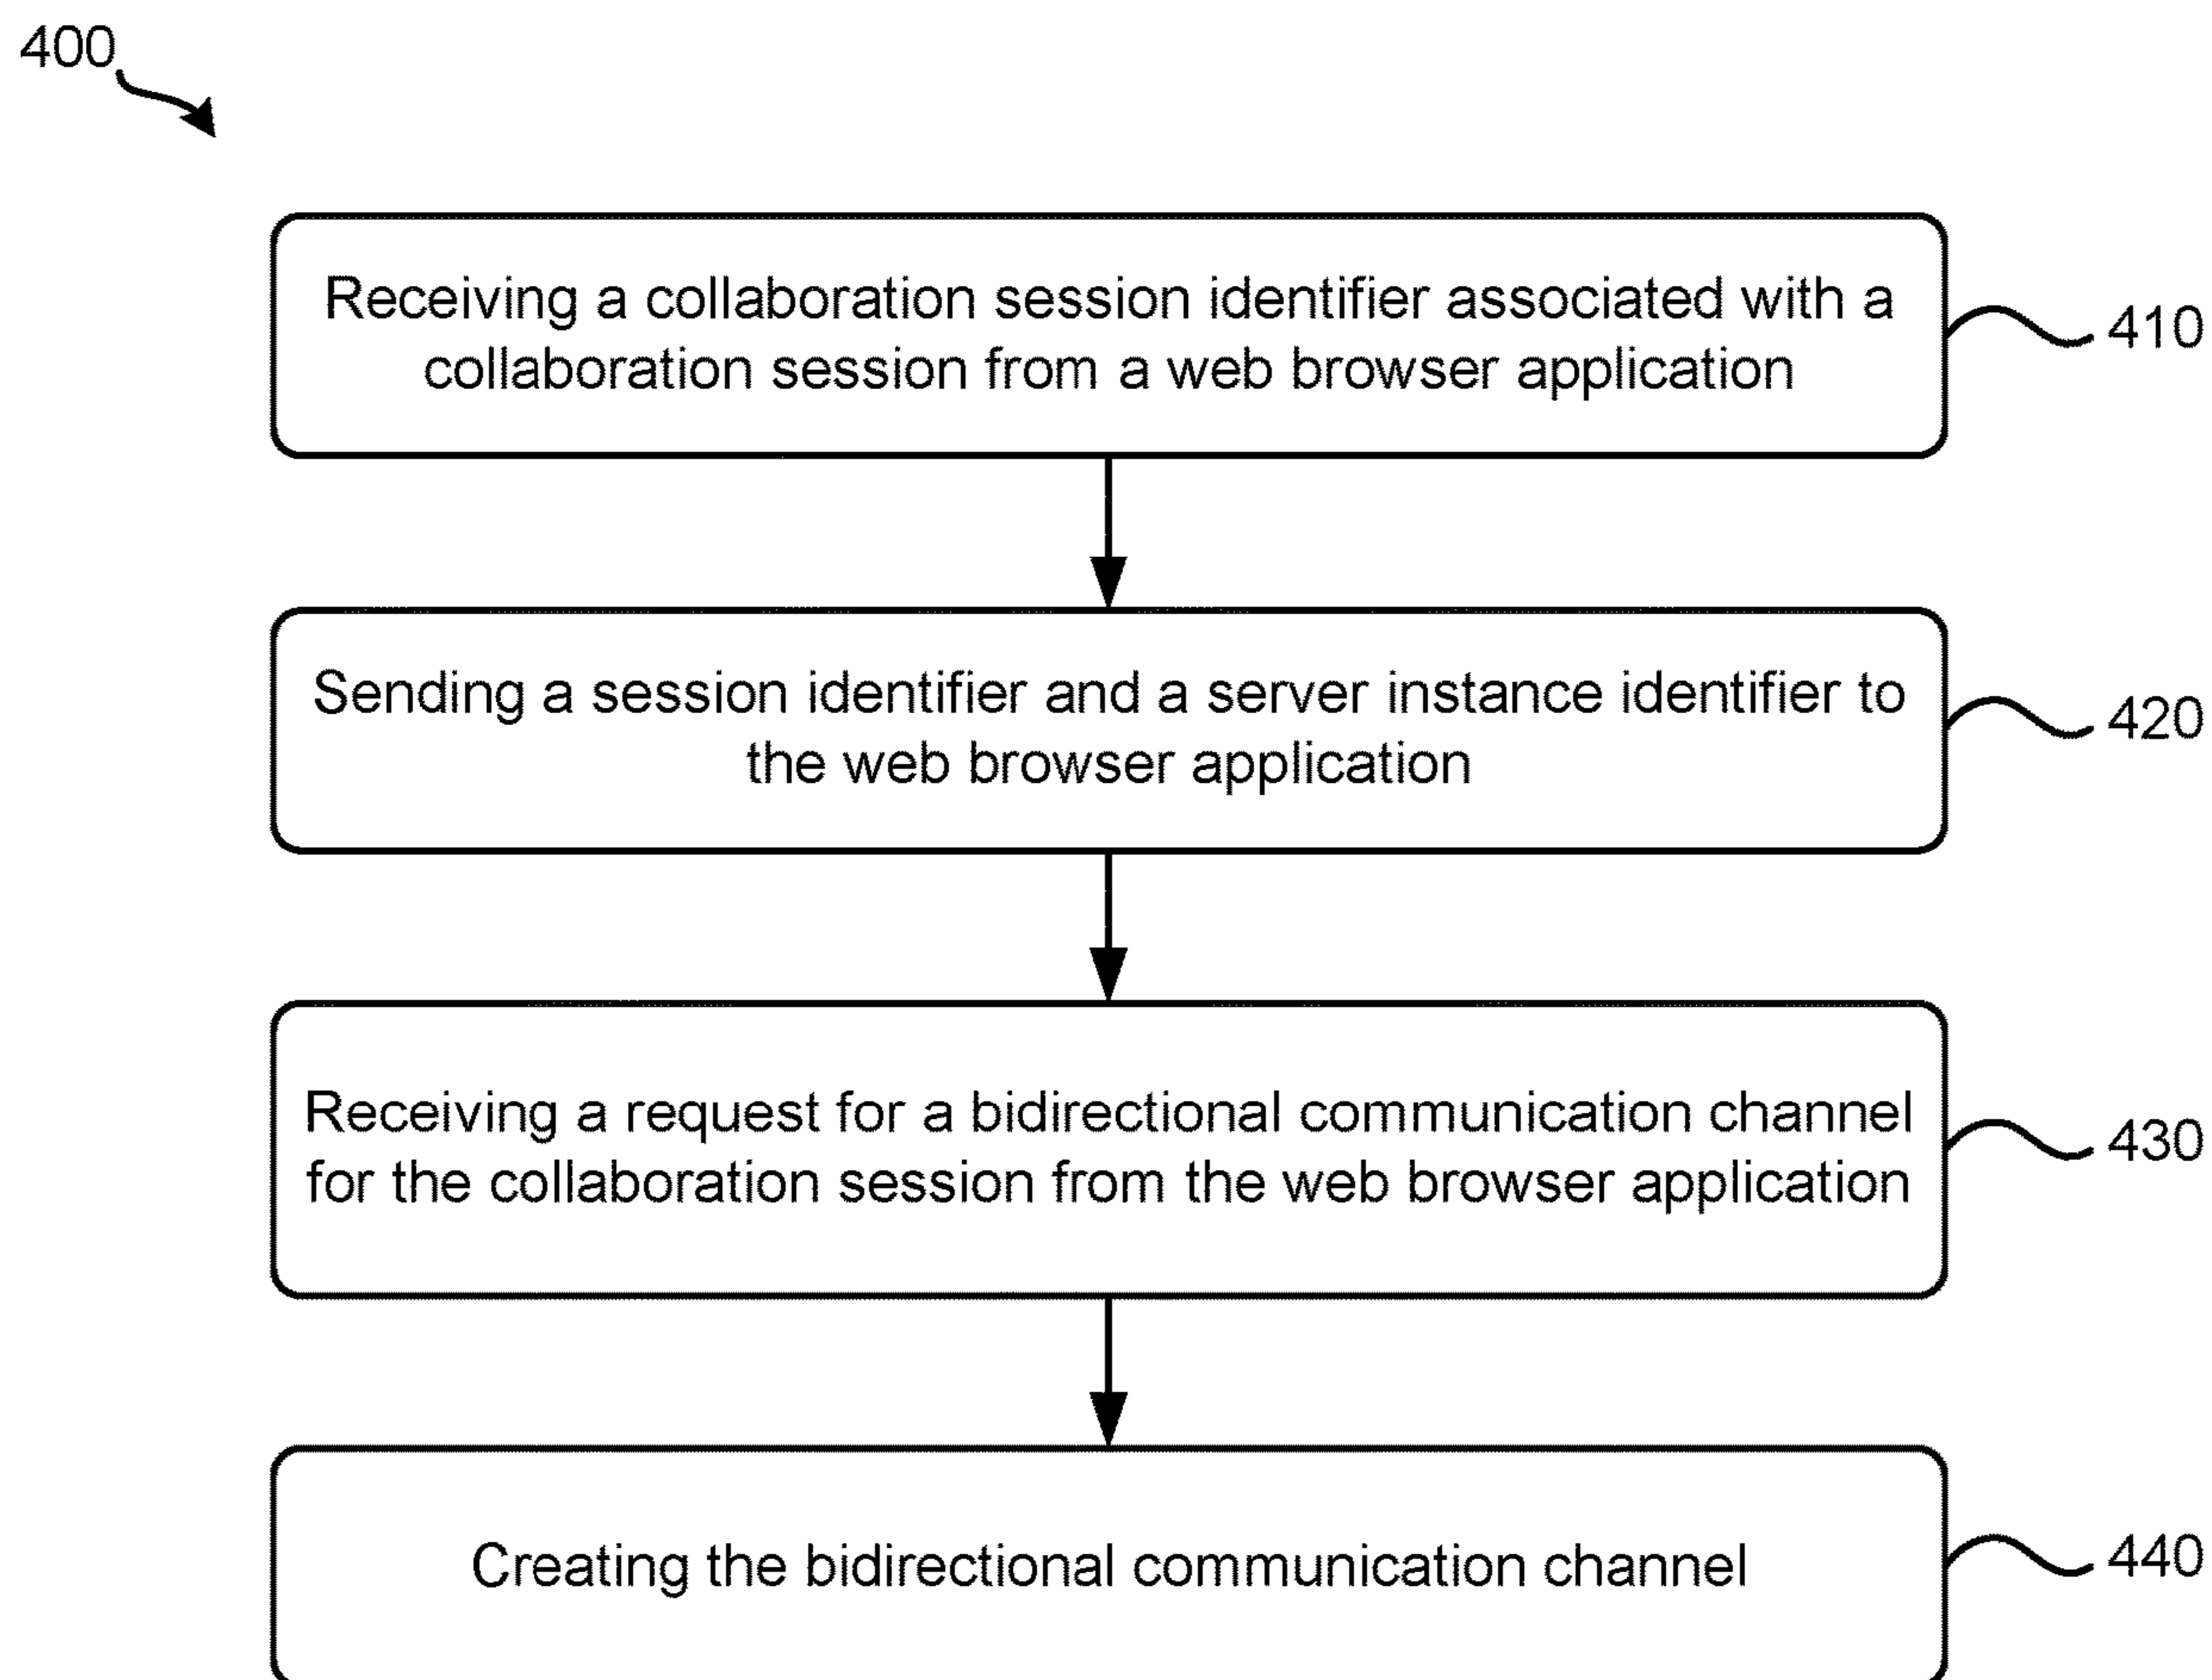 400
Receiving a collaboration session identifier associated with a
collaboration session from a web browser application
410
Sending a session identifier and a server instance identifier to
the web browser application
420
Receiving a request for a bidirectional communication channel
for the collaboration session from the web browser application
430
Creating the bidirectional communication channel
440